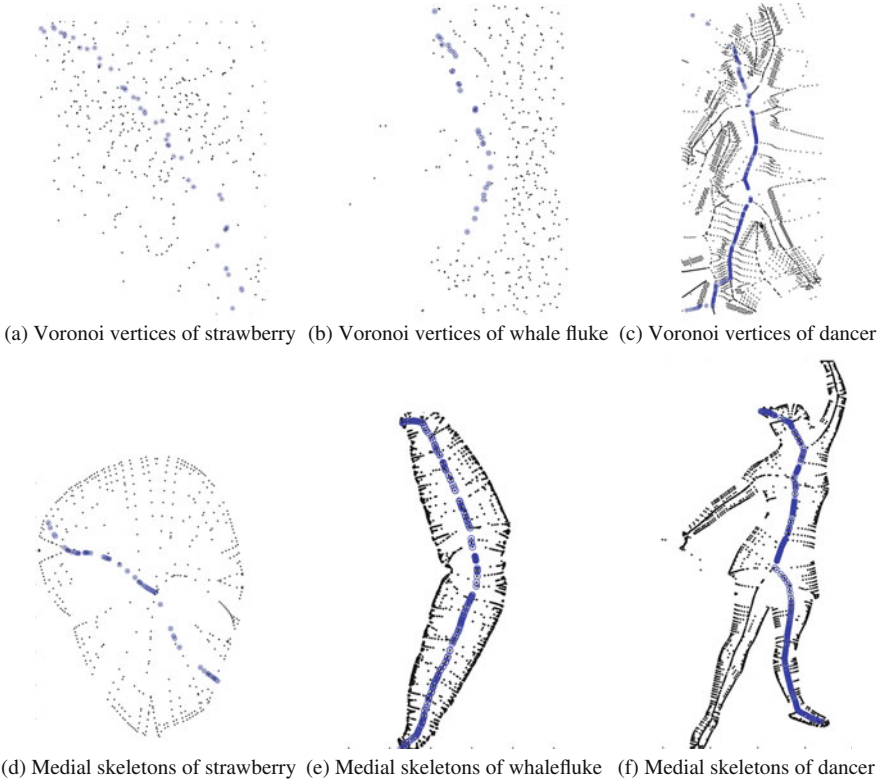 (a) Voronoi vertices of strawberry (b) Voronoi vertices of whale fluke (c) Voronoi vertices of dancer
(d) Medial skeletons of strawberry (e) Medial skeletons of whalefluke (f) Medial skeletons of dancer